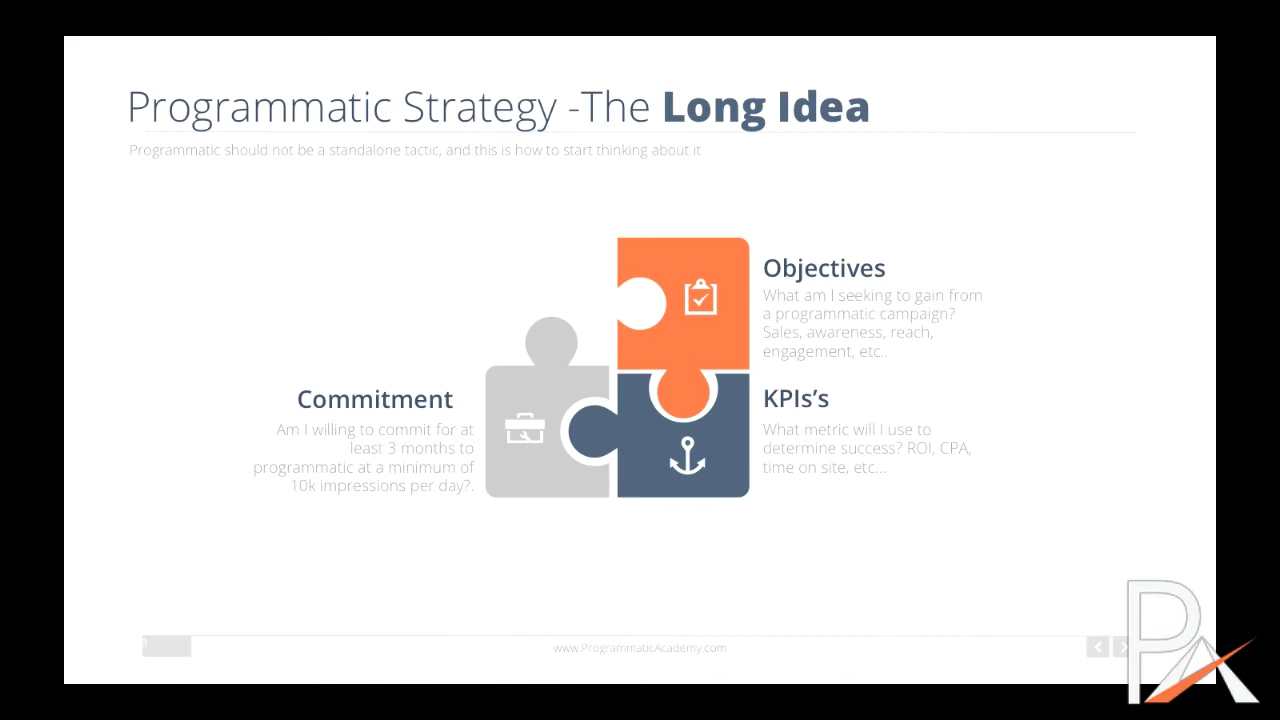 Programmatic Strategy -The Long Idea
Programmatic should not be a standalone tactic, and this is how to start thinking about it
Objectives
What am I seeking to gain from
a programmatic campaign?
Sales, awareness, reach,
engagement, etc..
Commitment
Am I willing to commit for at
least 3 months to
programmatic at a minimum of
10k impressions per day?.
KPIs’s
What metric will I use to
determine success? ROI, CPA,
time on site, etc...
www.ProgrammaticAcademy.com
PA